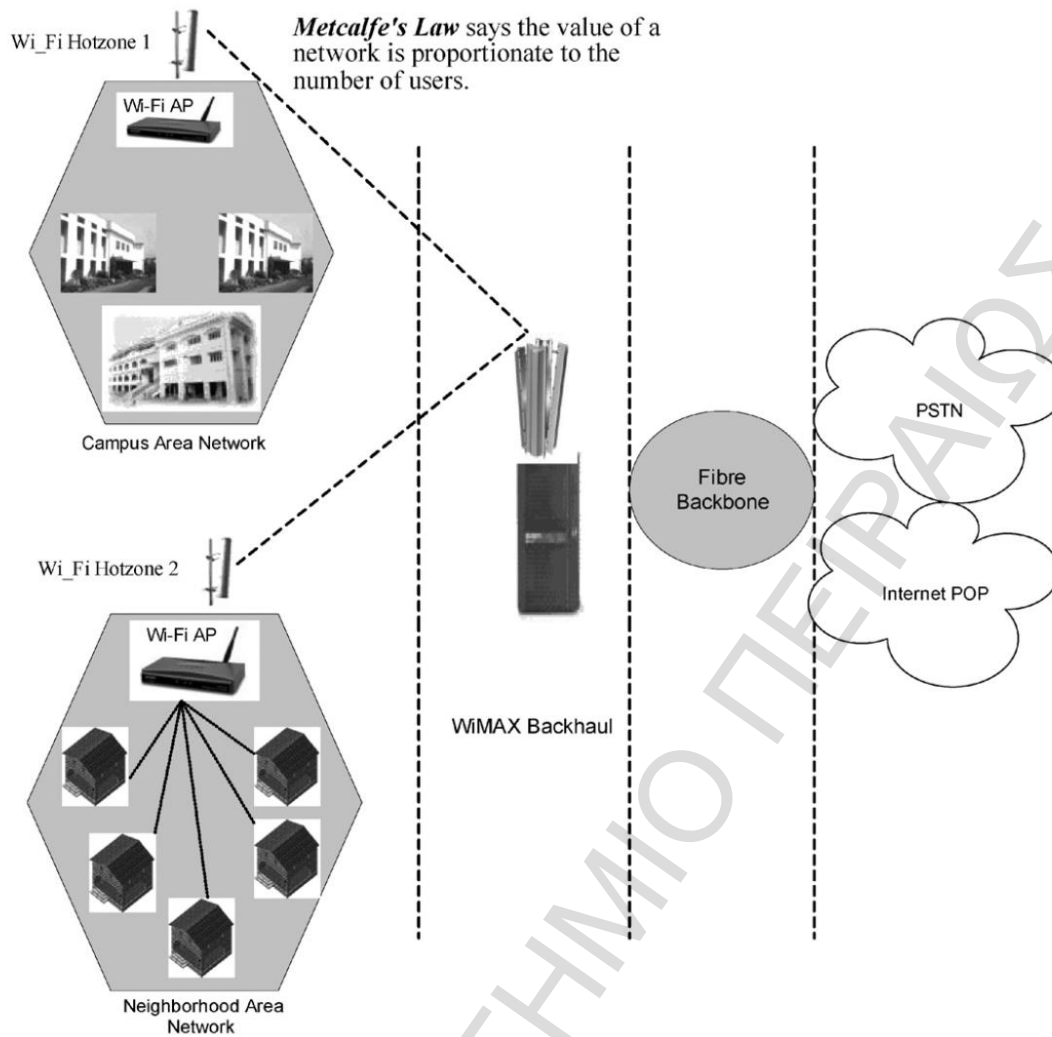 Wi_Fi Hotzone 1
Metcalfe's Law says the value of a
network is proportionate to the
number of users.
Wi-Fi AP
Campus Area Network
PSTN
Fibre
Backbone
Wi_Fi Hotzone 2
Internet POP
Wi-Fi AP
WiMAX Backhaul
Neighborhood Area
Network
ΤΗΜΙΟ ΠΕΙΡΑΙΩΣ